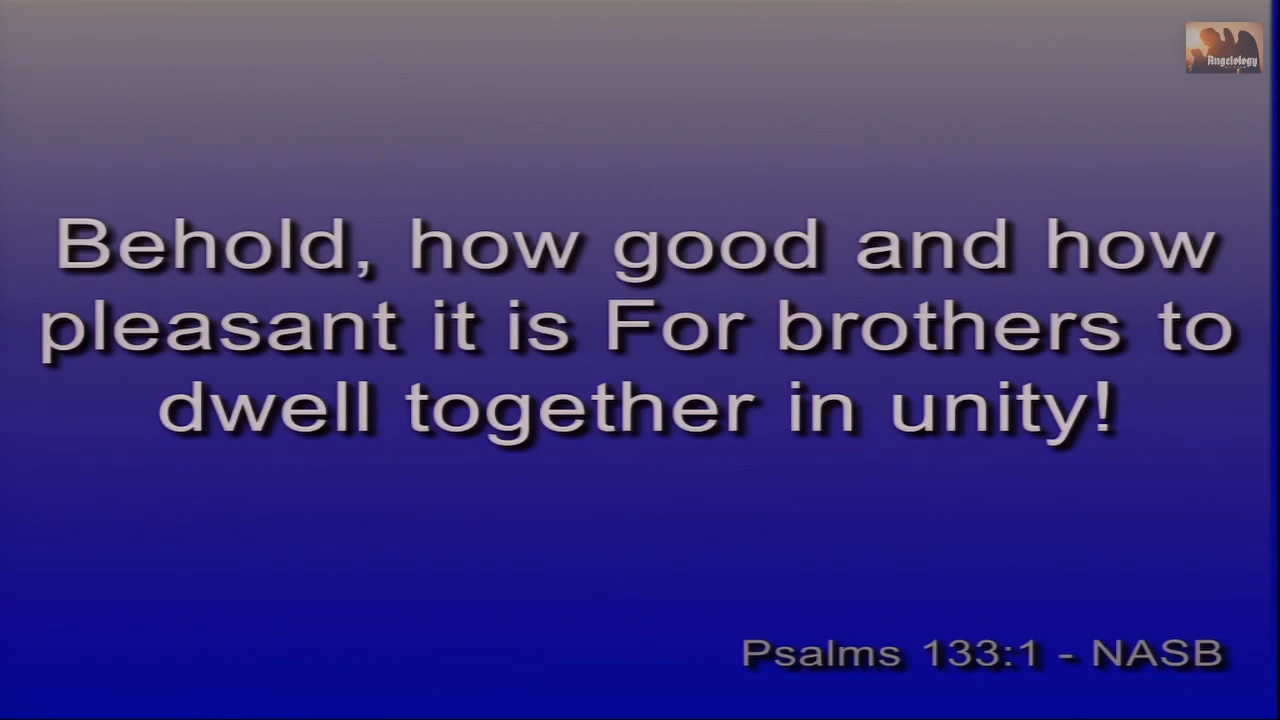 Angelology
Behold, how good and how
pleasant it is For brothers to
dwell together in unity!
Psalms 133:1 - NASB